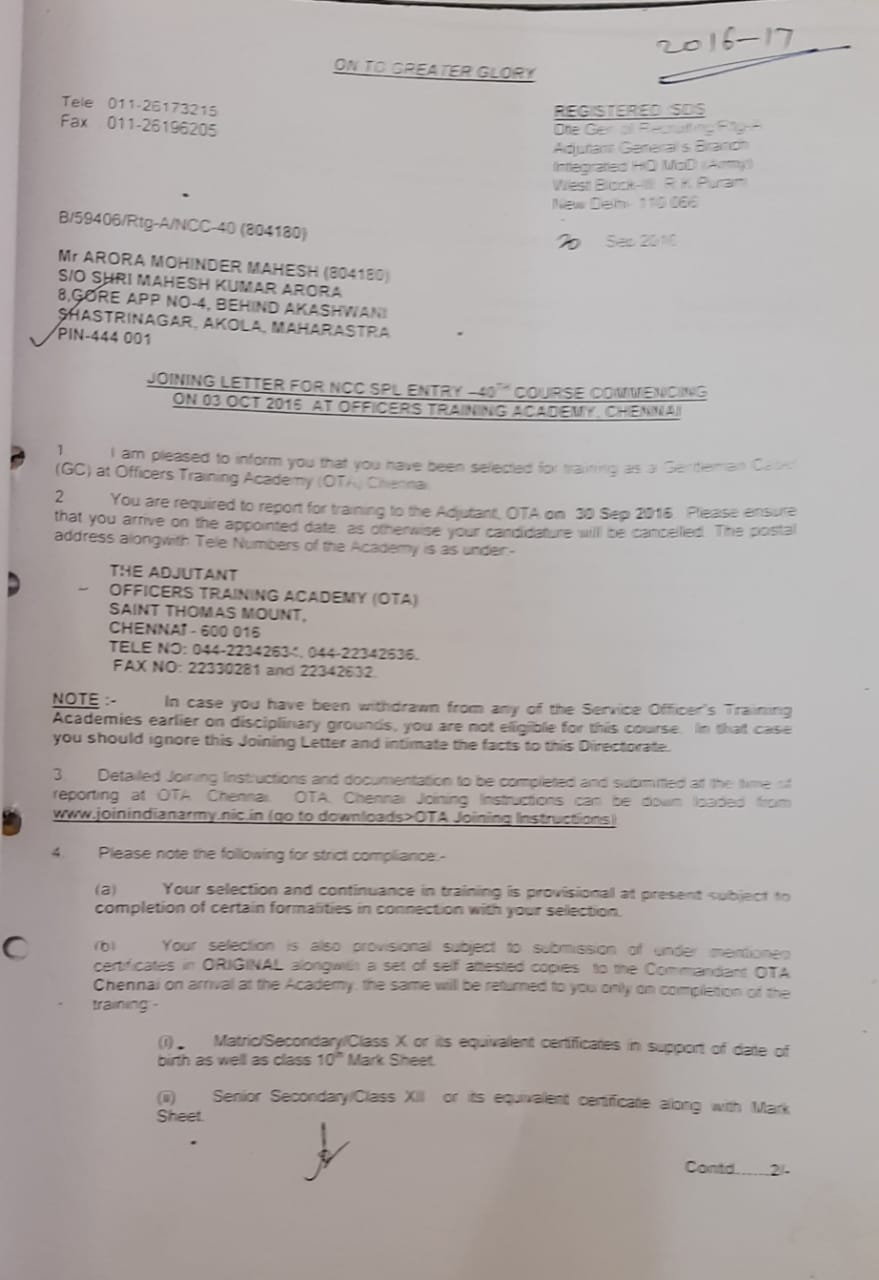 2016-17
ON TO GREATER GLORY
Tele 011-26173215
Fax 011-26196205
REGISTERED/SDS
Dte Gen of Recruiting/Rtg-A
Adjutant General's Branch
Integrated HQ MoD (Army)
West Block-III, R K Puram
New Delhi- 110 066
B/59406/Rtg-A/NCC-40 (804180)
20 Sep 2016
Mr ARORA MOHINDER MAHESH (804180)
S/O SHRI MAHESH KUMAR ARORA
8,GORE APP NO-4, BEHIND AKASHWANI
SHASTRINAGAR, AKOLA, MAHARASTRA
PIN-444 001
JOINING LETTER FOR NCC SPL ENTRY –40TH COURSE COMMENCING
ON 03 OCT 2016 AT OFFICERS TRAINING ACADEMY, CHENNAI
1. I am pleased to inform you that you have been selected for training as a Gentleman Cadet
(GC) at Officers Training Academy (OTA) Chennai.
2. You are required to report for training to the Adjutant, OTA on 30 Sep 2016. Please ensure
that you arrive on the appointed date, as otherwise your candidature will be cancelled. The postal
address alongwith Tele Numbers of the Academy is as under:-
THE ADJUTANT
OFFICERS TRAINING ACADEMY (OTA)
SAINT THOMAS MOUNT,
CHENNAI - 600 016
TELE NO: 044-22342634, 044-22342636.
FAX NO: 22330281 and 22342632.
NOTE :- In case you have been withdrawn from any of the Service Officer's Training
Academies earlier on disciplinary grounds, you are not eligible for this course. In that case
you should ignore this Joining Letter and intimate the facts to this Directorate.
3. Detailed Joining Instructions and documentation to be completed and submitted at the time of
reporting at OTA Chennai. OTA, Chennai Joining Instructions can be down loaded from
www.joinindianarmy.nic.in (go to downloads>OTA Joining Instructions)
4. Please note the following for strict compliance:-
(a) Your selection and continuance in training is provisional at present subject to
completion of certain formalities in connection with your selection.
(b) Your selection is also provisional subject to submission of under mentioned
certificates in ORIGINAL alongwith a set of self attested copies to the Commandant OTA
Chennai on arrival at the Academy, the same will be returned to you only on completion of the
training:-
(i) Matric/Secondary/Class X or its equivalent certificates in support of date of
birth as well as class 10th Mark Sheet.
(ii) Senior Secondary/Class XII or its equivalent certificate along with Mark
Sheet.
Contd......2/-